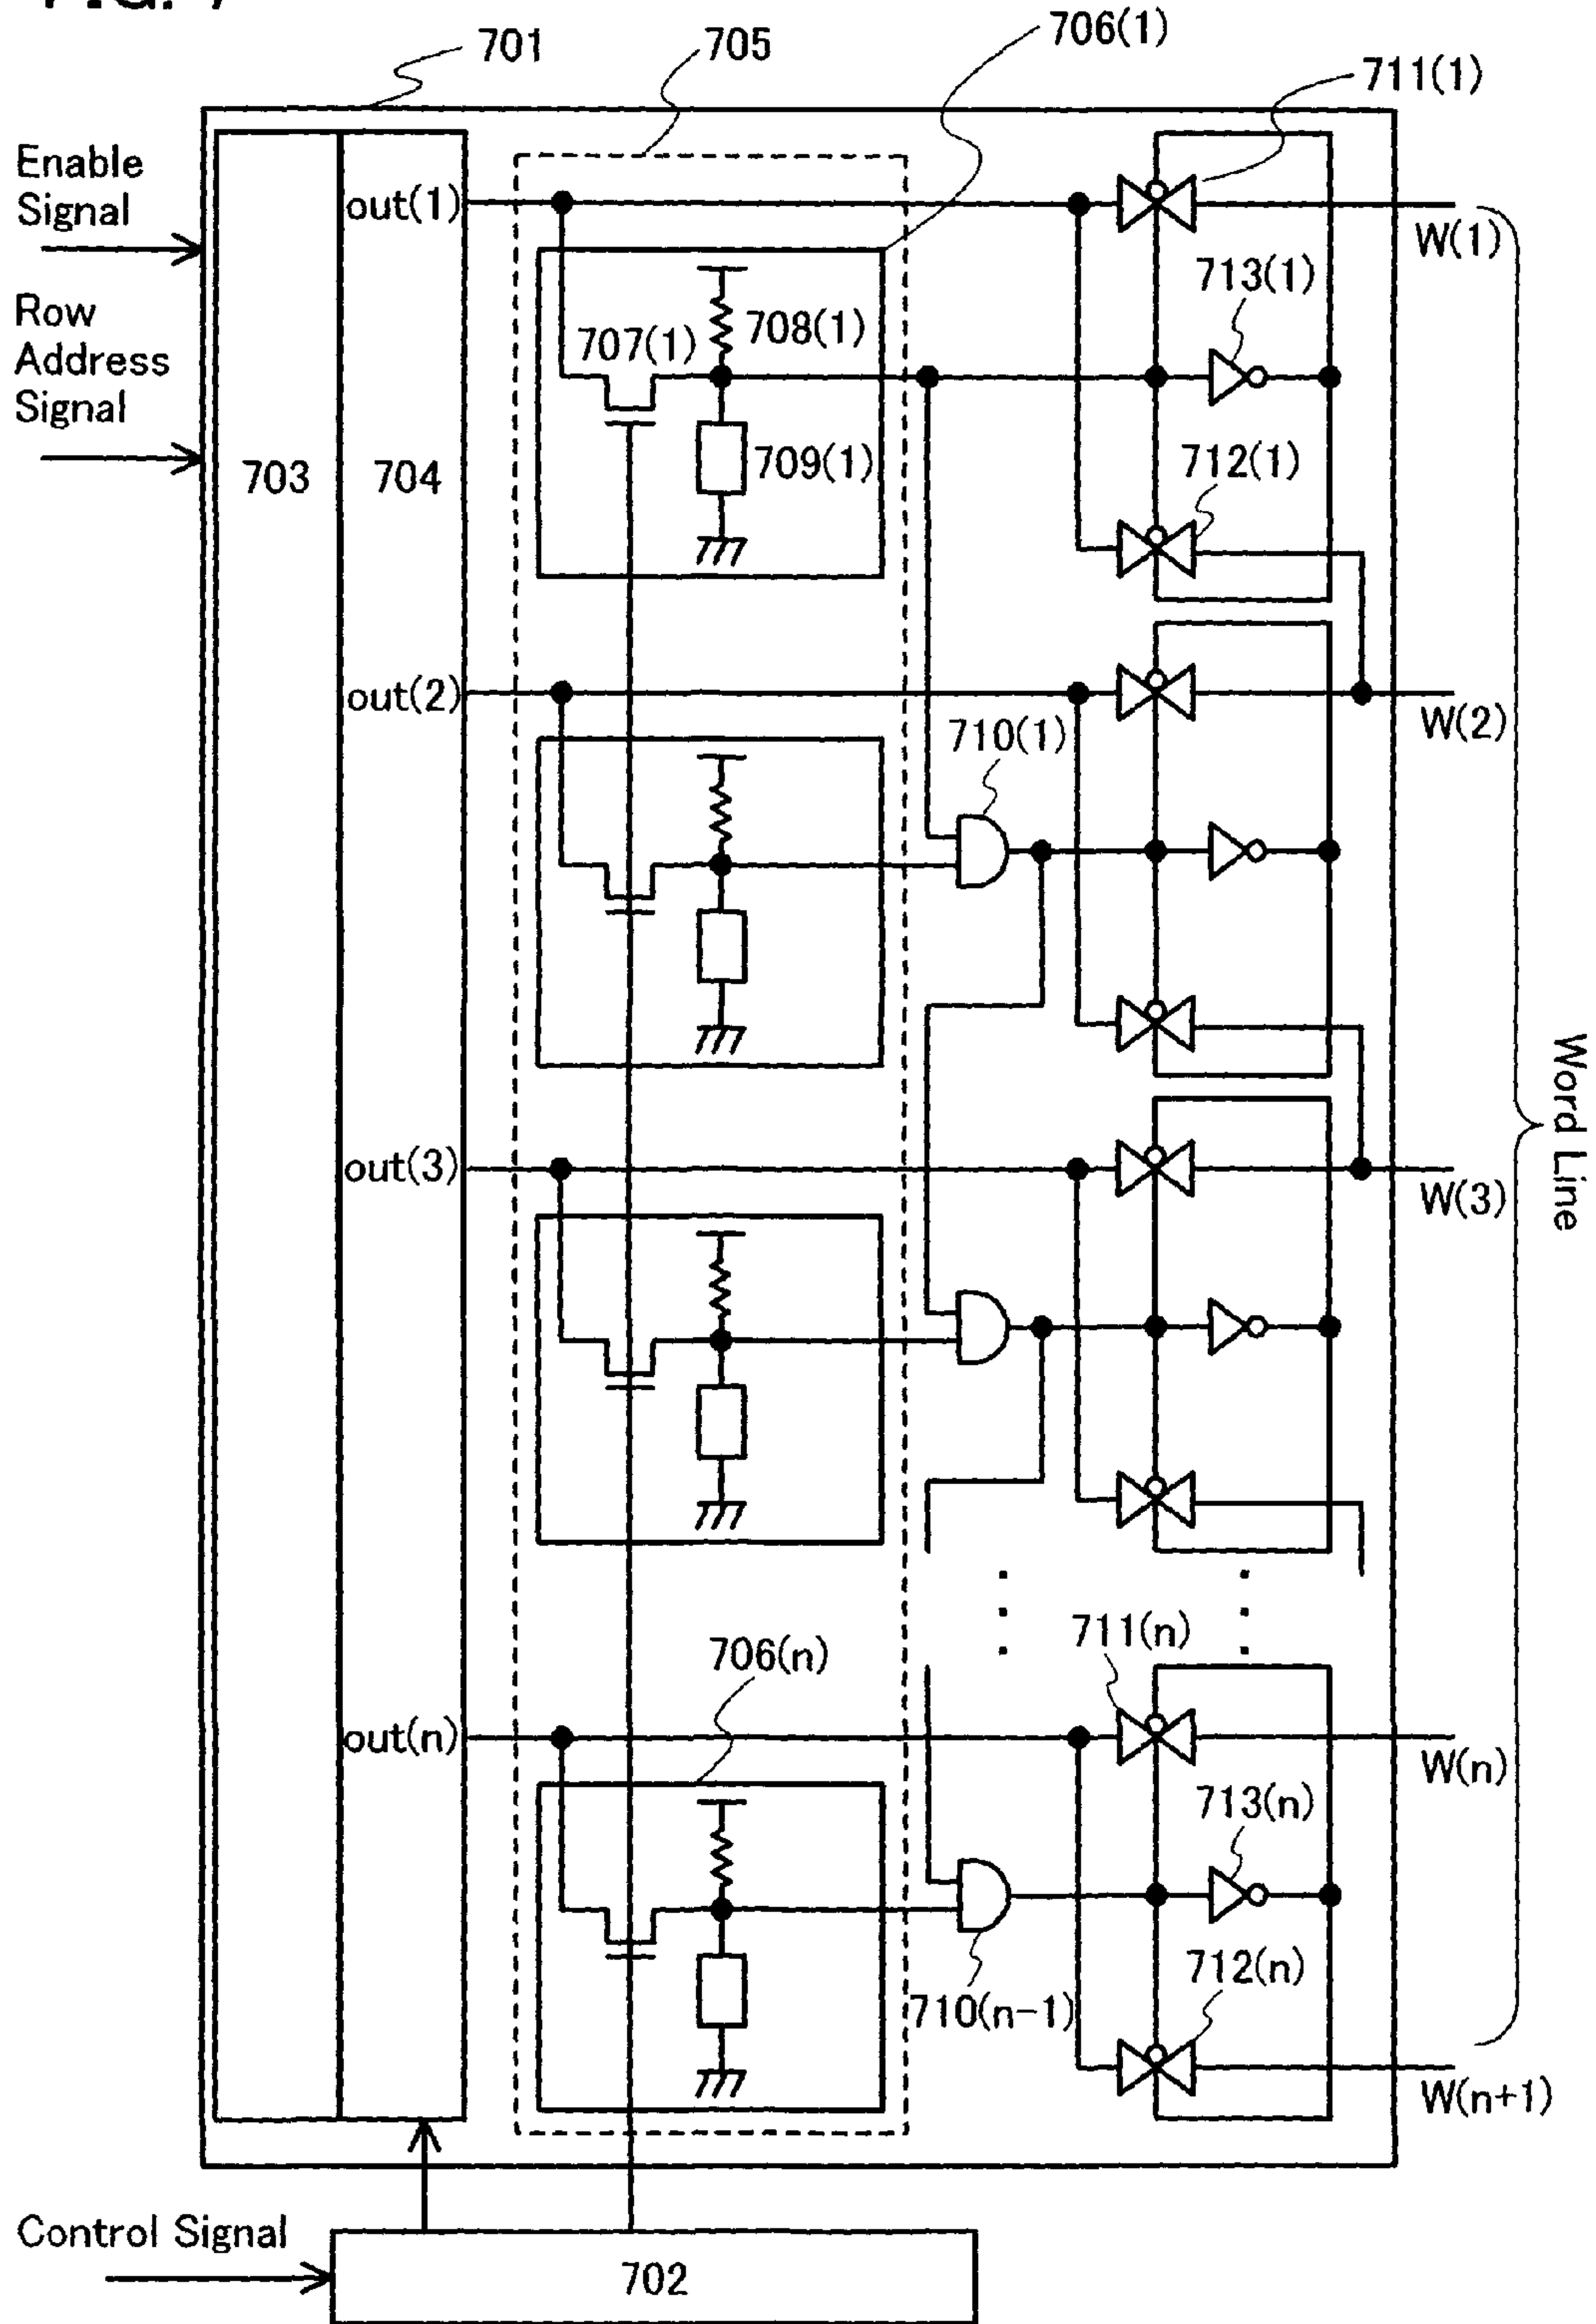 FIG. 7
701
705
706(1)
711(1)
Enable
Signal
out(1)
W(1)
713(1)
Row
Address
Signal
707(1)
708(1)
703
704
709(1)
712(1)
out(2)
W(2)
710(1)
Word Line
out(3)
W(3)
706(n)
711(n)
out(n)
W(n)
713(n)
712(n)
710(n-1)
W(n+1)
Control Signal
702